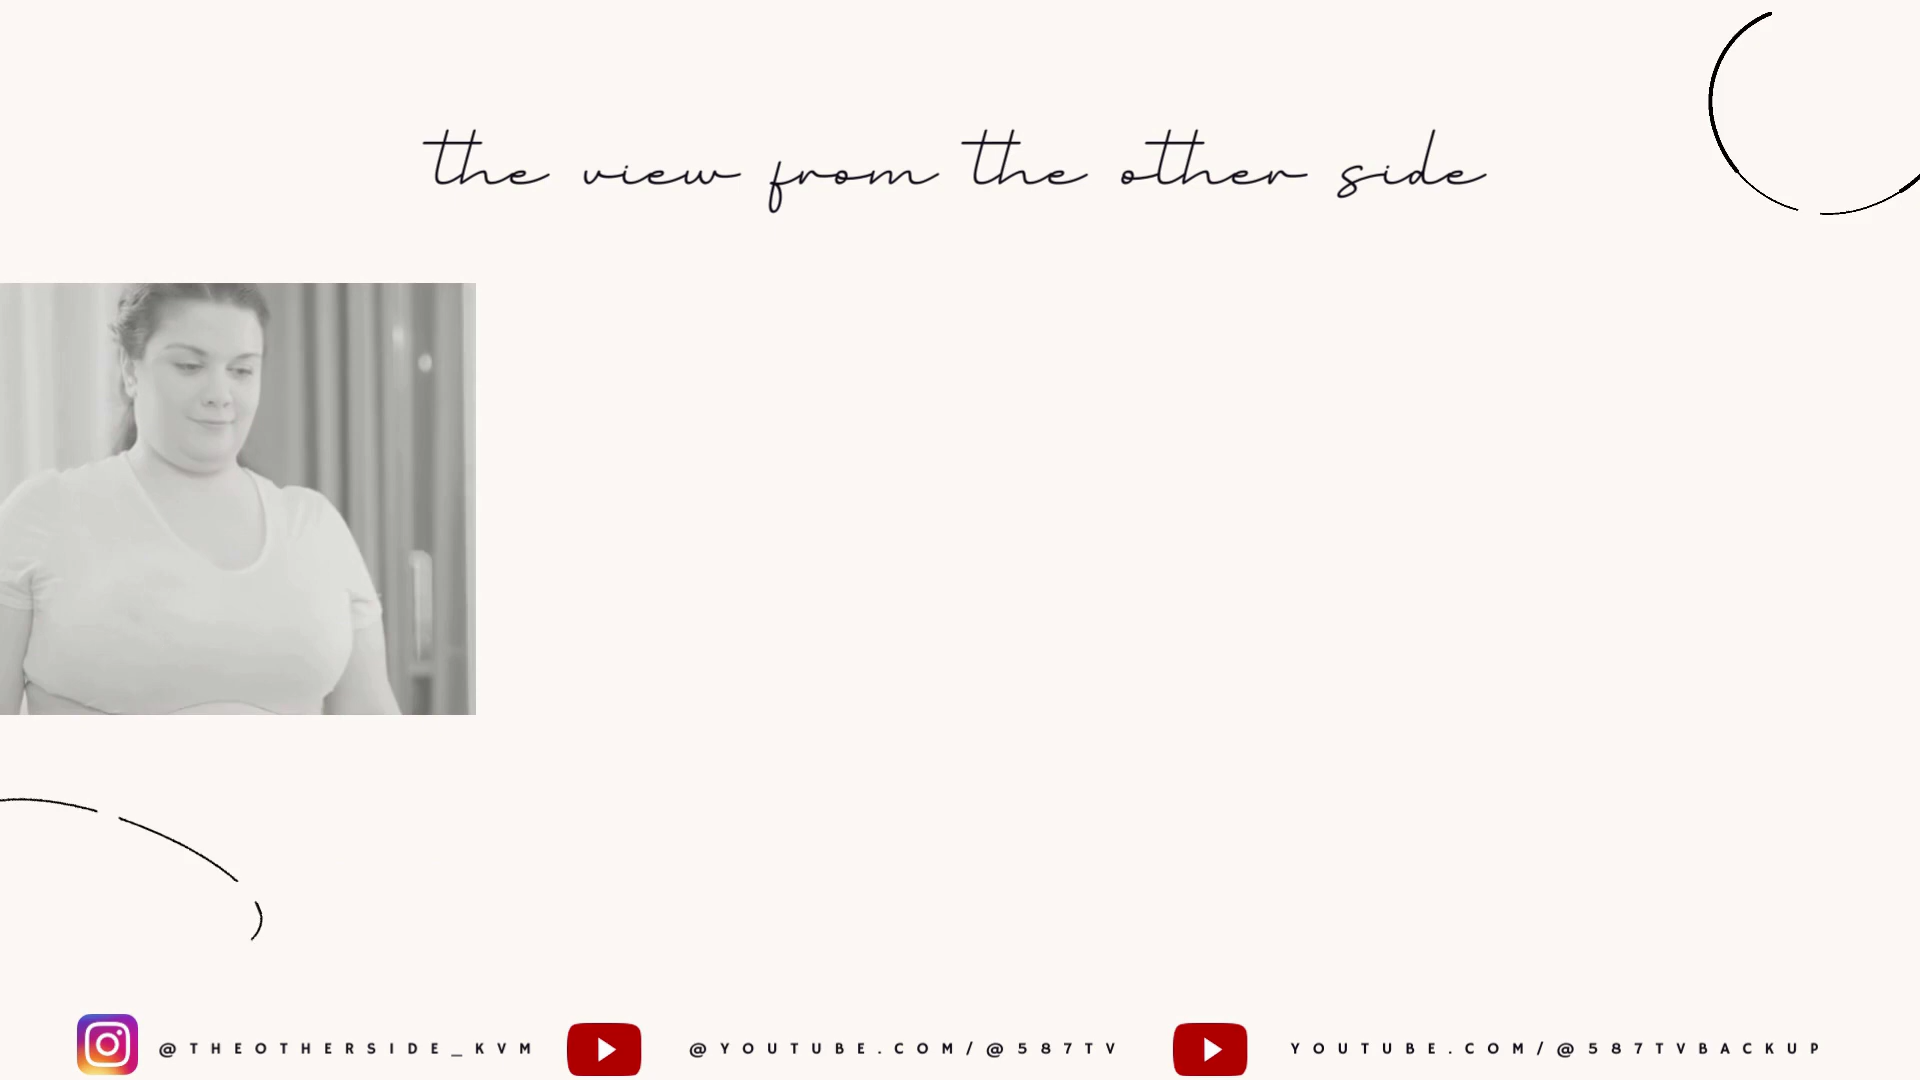 the view from the other side
@THEOTHERSIDE_KVM
@YOUTUBE.COM/@587TV
YOUTUBE.COM/@587TVBACKUP